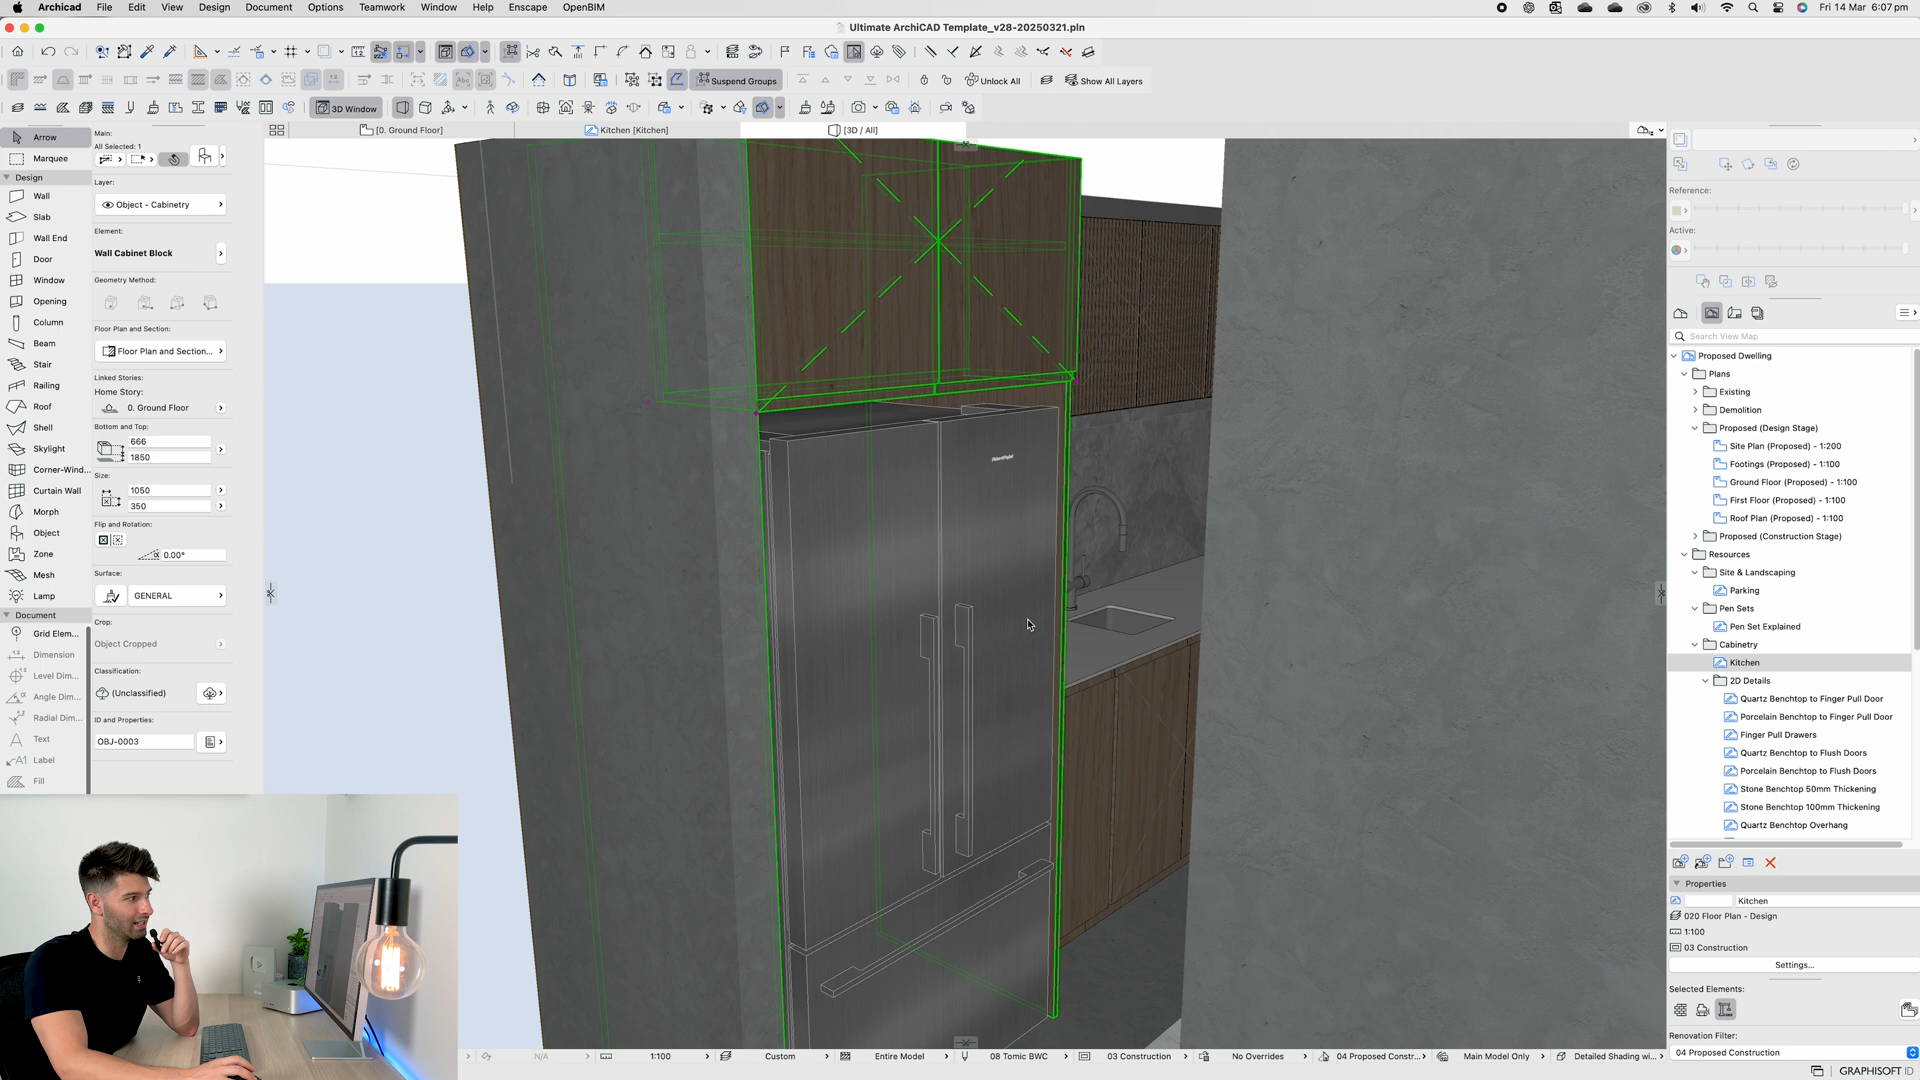 Archicad File Edit View Design Document Options Teamwork Window Help Enscape OpenBIM
Fri 14 Mar 6:07 pm
Ultimate ArchiCAD Template_v28-20250321.pln
Suspend Groups
Unlock All
Show All Layers
3D Window
[0. Ground Floor]
Kitchen [Kitchen]
[3D / All]
Arrow
Marquee
Design
Wall
Slab
Wall End
Door
Window
Opening
Column
Beam
Stair
Railing
Roof
Shell
Skylight
Corner-Wind...
Curtain Wall
Morph
Object
Zone
Mesh
Lamp
Document
Grid Elem...
Dimension
Level Dim...
Angle Dim...
Radial Dim...
Text
A1 Label
Fill
Main:
All Selected: 1
Layer:
Object - Cabinetry
Element:
Wall Cabinet Block
Geometry Method:
Floor Plan and Section:
Floor Plan and Section...
Linked Stories:
Home Story:
0. Ground Floor
Bottom and Top:
666
1850
Size:
1050
350
Flip and Rotation:
0.00°
Surface:
GENERAL
Crop:
Object Cropped
Classification:
(Unclassified)
ID and Properties:
OBJ-0003
Reference:
Active:
Search View Map
Proposed Dwelling
Plans
Existing
Demolition
Proposed (Design Stage)
Site Plan (Proposed) - 1:200
Footings (Proposed) - 1:100
Ground Floor (Proposed) - 1:100
First Floor (Proposed) - 1:100
Roof Plan (Proposed) - 1:100
Proposed (Construction Stage)
Resources
Site & Landscaping
Parking
Pen Sets
Pen Set Explained
Cabinetry
Kitchen
2D Details
Quartz Benchtop to Finger Pull Door
Porcelain Benchtop to Finger Pull Door
Finger Pull Drawers
Quartz Benchtop to Flush Doors
Porcelain Benchtop to Flush Doors
Stone Benchtop 50mm Thickening
Stone Benchtop 100mm Thickening
Quartz Benchtop Overhang
Properties
Kitchen
020 Floor Plan - Design
1:100
03 Construction
Settings...
Selected Elements:
Renovation Filter:
04 Proposed Construction
N/A
1:100
Custom
Entire Model
08 Tomic BWC
03 Construction
No Overrides
04 Proposed Constr...
Main Model Only
Detailed Shading wi...
GRAPHISOFT ID